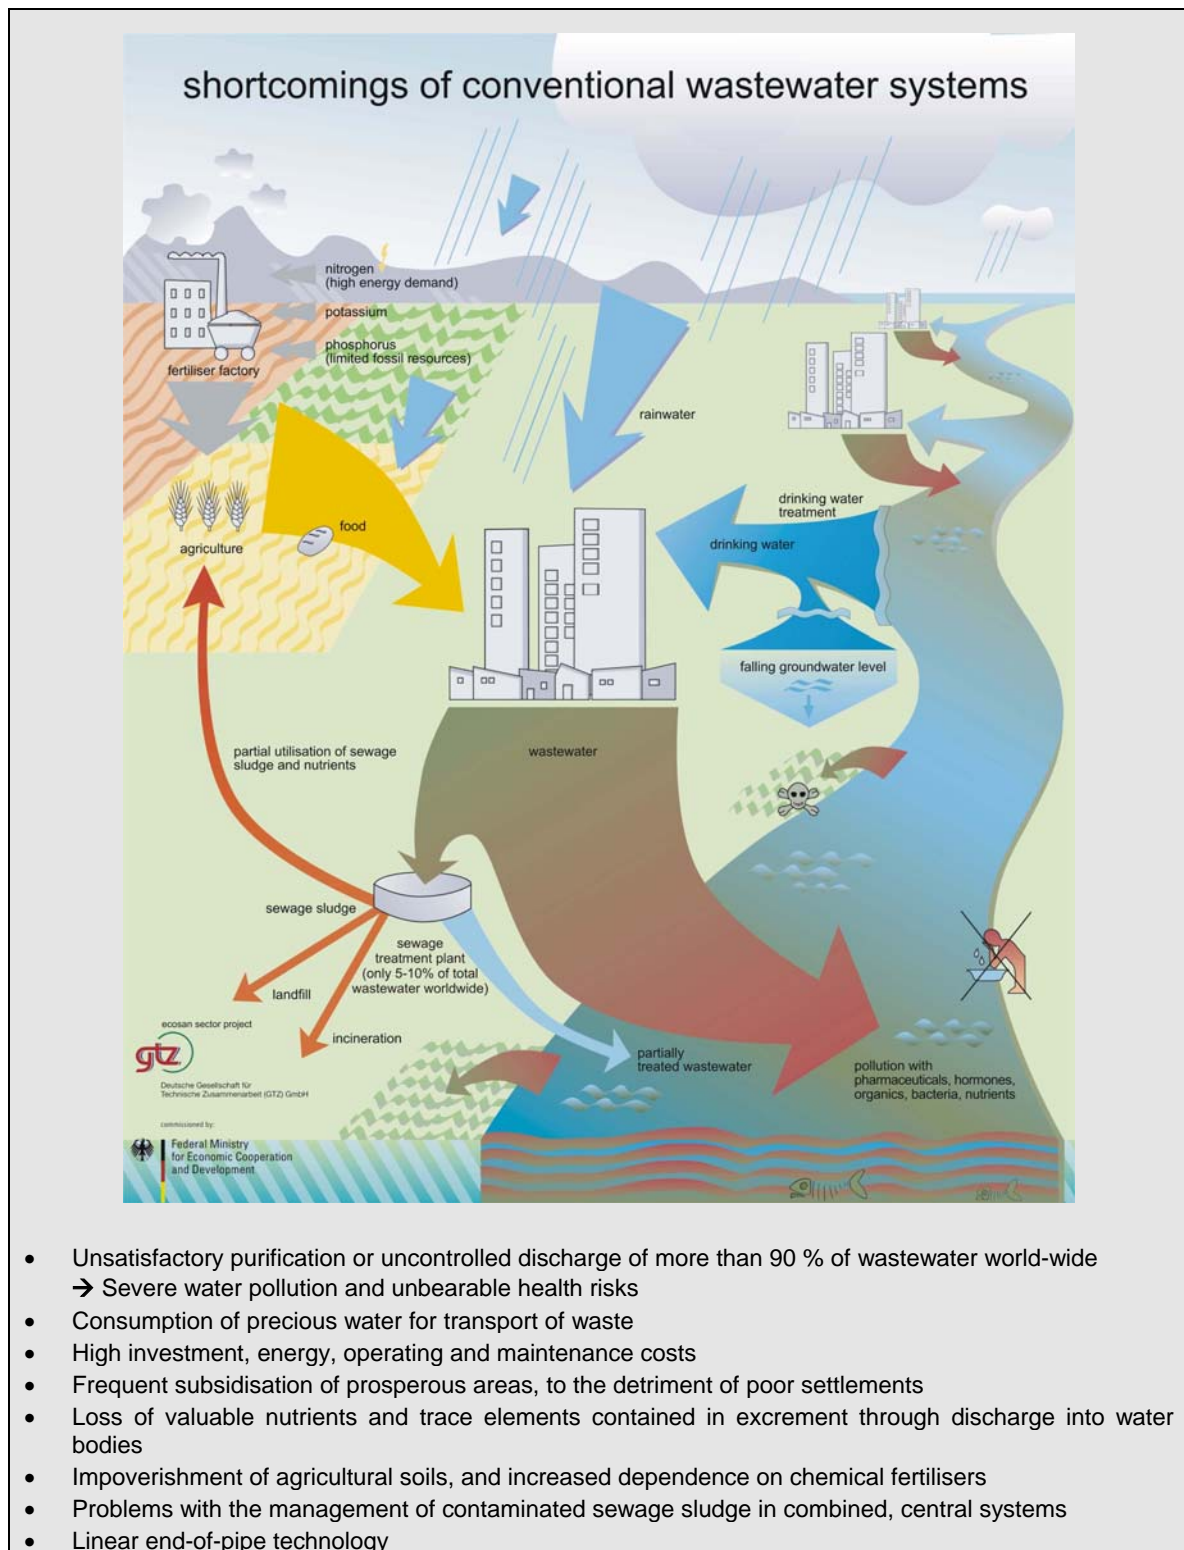 shortcomings of conventional wastewater systems
nitrogen
(high energy demand)
potassium
phosphorus
(limited fossil resources)
fertiliser factory
rainwater
drinking water
treatment
drinking water
food
agriculture
falling groundwater level
partial utilisation of sewage
sludge and nutrients
wastewater
sewage sludge
sewage
treatment plant
(only 5-10% of total
wastewater worldwide)
landfill
incineration
partially
treated wastewater
pollution with
pharmaceuticals, hormones,
organics, bacteria, nutrients
ecosan sector project
gtz
Deutsche Gesellschaft für
Technische Zusammenarbeit (GTZ) GmbH
commissioned by:
Federal Ministry
for Economic Cooperation
and Development
• Unsatisfactory purification or uncontrolled discharge of more than 90 % of wastewater world-wide
→ Severe water pollution and unbearable health risks
• Consumption of precious water for transport of waste
• High investment, energy, operating and maintenance costs
• Frequent subsidisation of prosperous areas, to the detriment of poor settlements
• Loss of valuable nutrients and trace elements contained in excrement through discharge into water
bodies
• Impoverishment of agricultural soils, and increased dependence on chemical fertilisers
• Problems with the management of contaminated sewage sludge in combined, central systems
• Linear end-of-pipe technology